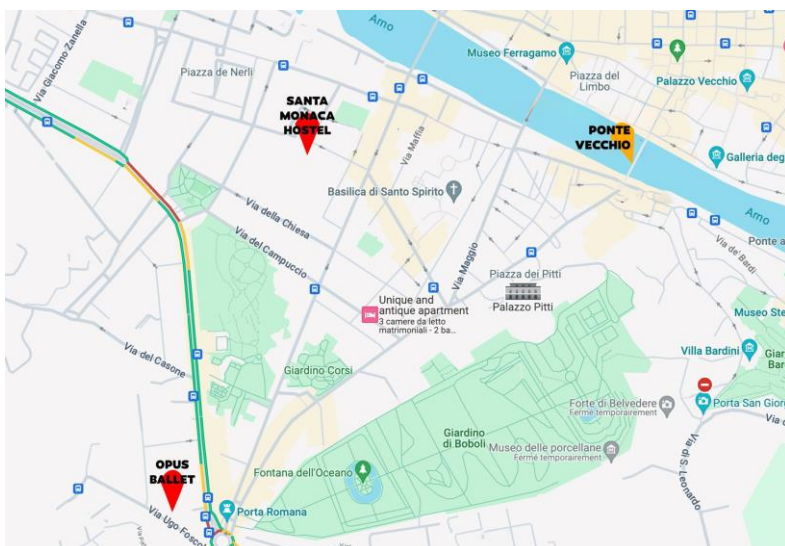 Arno
Via Giacomo Zanella
Piazza de Nerli
Museo Ferragamo
Piazza del
Limbo
Palazzo Vecchio
SANTA
MONACA
HOSTEL
Via Maffia
PONTE
VECCHIO
Galleria deg
Basilica di Santo Spirito
Arno
Via della Chiesa
Via del Campuccio
Via Maggio
Ponte a
Via de' Bardi
Piazza dei Pitti
Palazzo Pitti
Unique and
antique apartment
3 camere da letto
matrimoniali - 2 ba...
Museo Ste
Villa Bardini
Giar
Bar
Via del Casone
Giardino Corsi
Forte di Belvedere
Fermé temporairement
Porta San Gior
Via d
Giardino
di Boboli
Museo delle porcellane
Fermé temporairement
Via di S. Leonardo
OPUS
BALLET
Fontana dell'Oceano
Porta Romana
Via Ugo Foscol